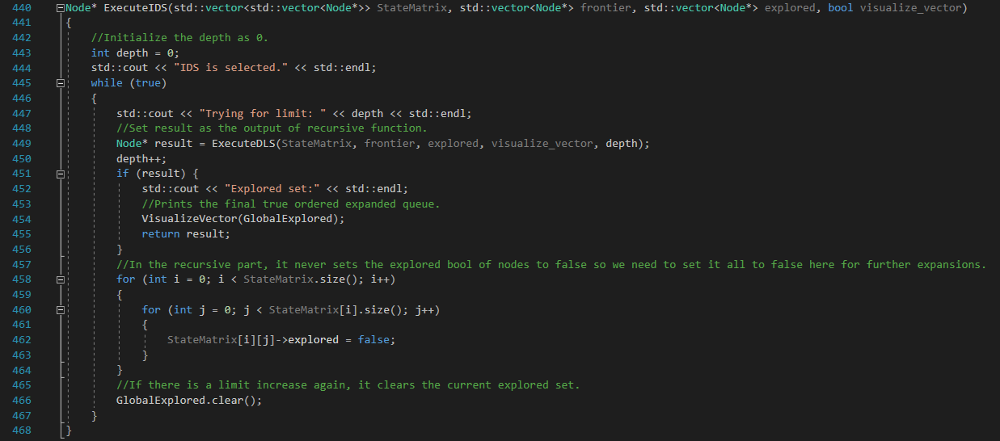 440 Node* ExecuteIDS(std::vector<std::vector<Node*>> StateMatrix, std::vector<Node*> frontier, std::vector<Node*> explored, bool visualize_vector)
441 {
442 //Initialize the depth as 0.
443 int depth = 0;
444 std::cout << "IDS is selected." << std::endl;
445 while (true)
446 {
447 std::cout << "Trying for limit: " << depth << std::endl;
448 //Set result as the output of recursive function.
449 Node* result = ExecuteDLS(StateMatrix, frontier, explored, visualize_vector, depth);
450 depth++;
451 if (result) {
452 std::cout << "Explored set:" << std::endl;
453 //Prints the final true ordered expanded queue.
454 VisualizeVector(GlobalExplored);
455 return result;
456 }
457 //In the recursive part, it never sets the explored bool of nodes to false so we need to set it all to false here for further expansions.
458 for (int i = 0; i < StateMatrix.size(); i++)
459 {
460 for (int j = 0; j < StateMatrix[i].size(); j++)
461 {
462 StateMatrix[i][j]->explored = false;
463 }
464 }
465 //If there is a limit increase again, it clears the current explored set.
466 GlobalExplored.clear();
467 }
468 }